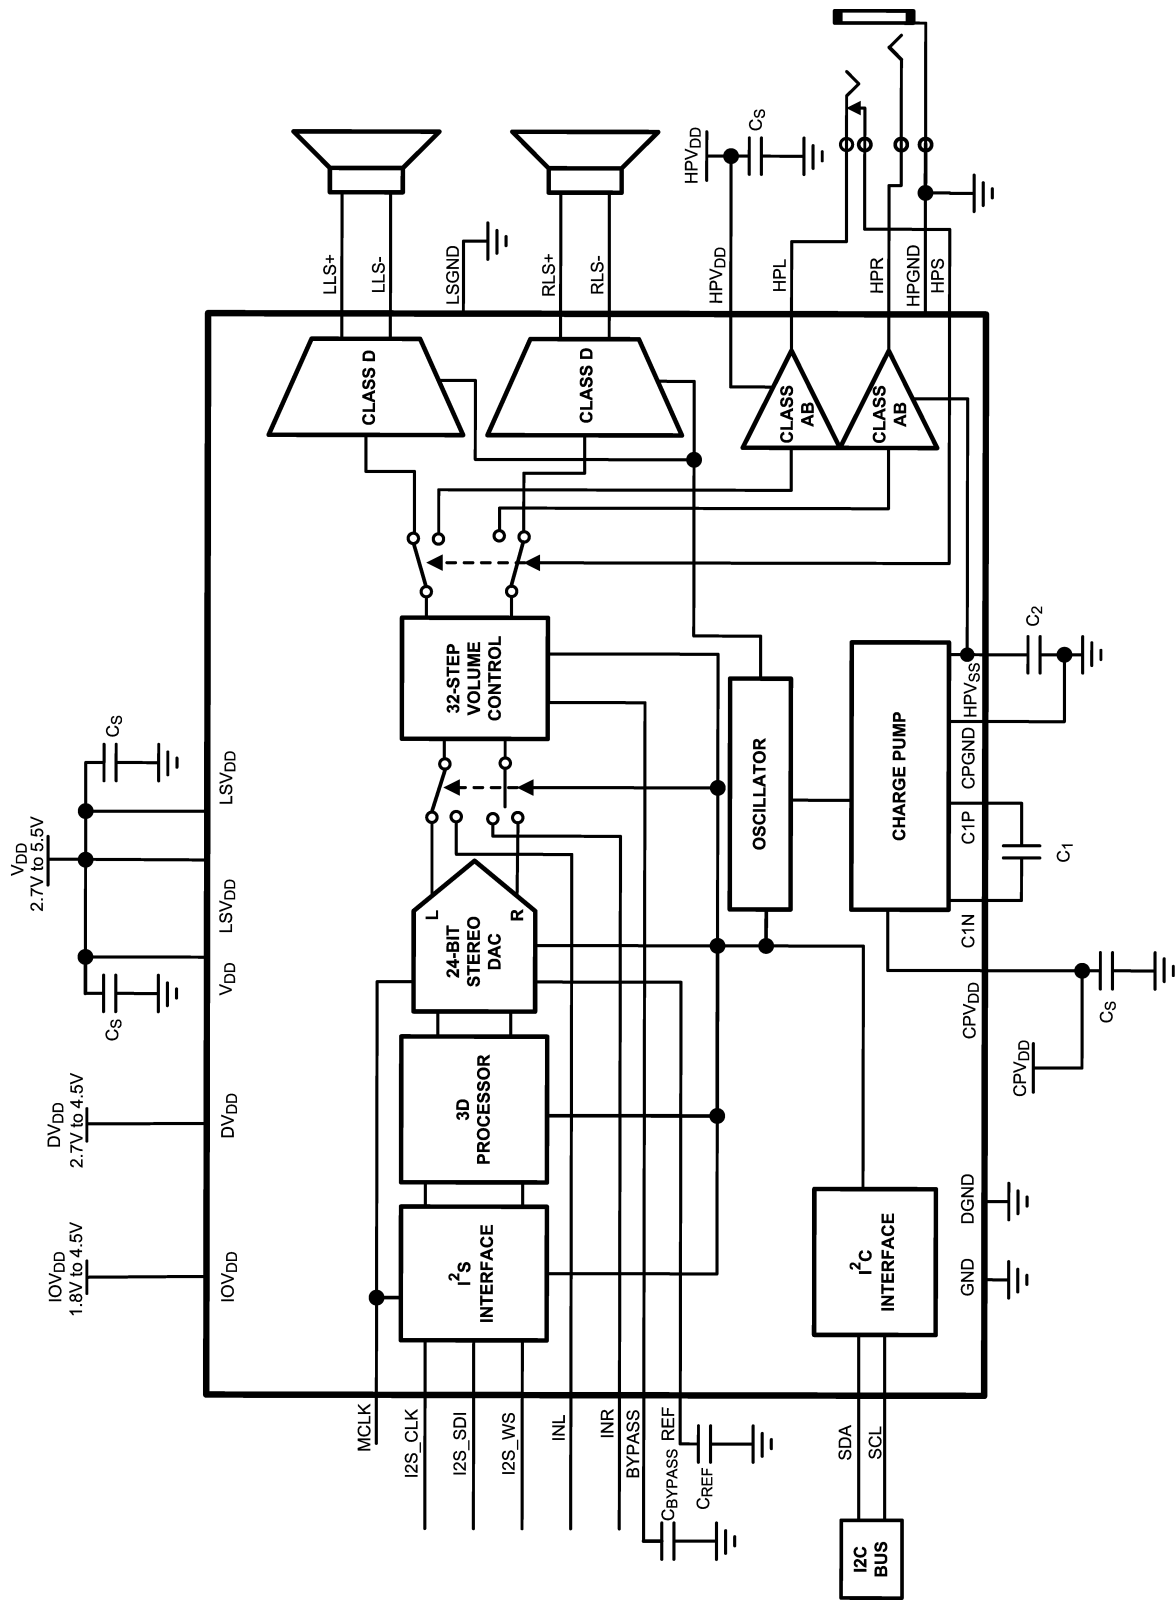 IOVDD
1.8V to 4.5V
DVDD
2.7V to 4.5V
VDD
2.7V to 5.5V
CS
CS
IOVDD
DVDD
VDD
LSVDD
LSVDD
MCLK
I2S_CLK
I2S_SDI
I2S_WS
INL
INR
BYPASS
REF
CBYPASS
CREF
I2S
INTERFACE
3D
PROCESSOR
24-BIT
STEREO
DAC
L
R
32-STEP
VOLUME
CONTROL
CLASS D
CLASS D
LLS+
LLS-
LSGND
RLS+
RLS-
OSCILLATOR
CHARGE PUMP
CLASS
AB
CLASS
AB
HPVDD
HPVDD
CS
HPL
HPR
HPGND
HPS
SDA
SCL
I2C
BUS
I2C
INTERFACE
GND
DGND
CPVDD
C1N
C1P
CPGND
HPVSS
CPVDD
CS
C1
C2